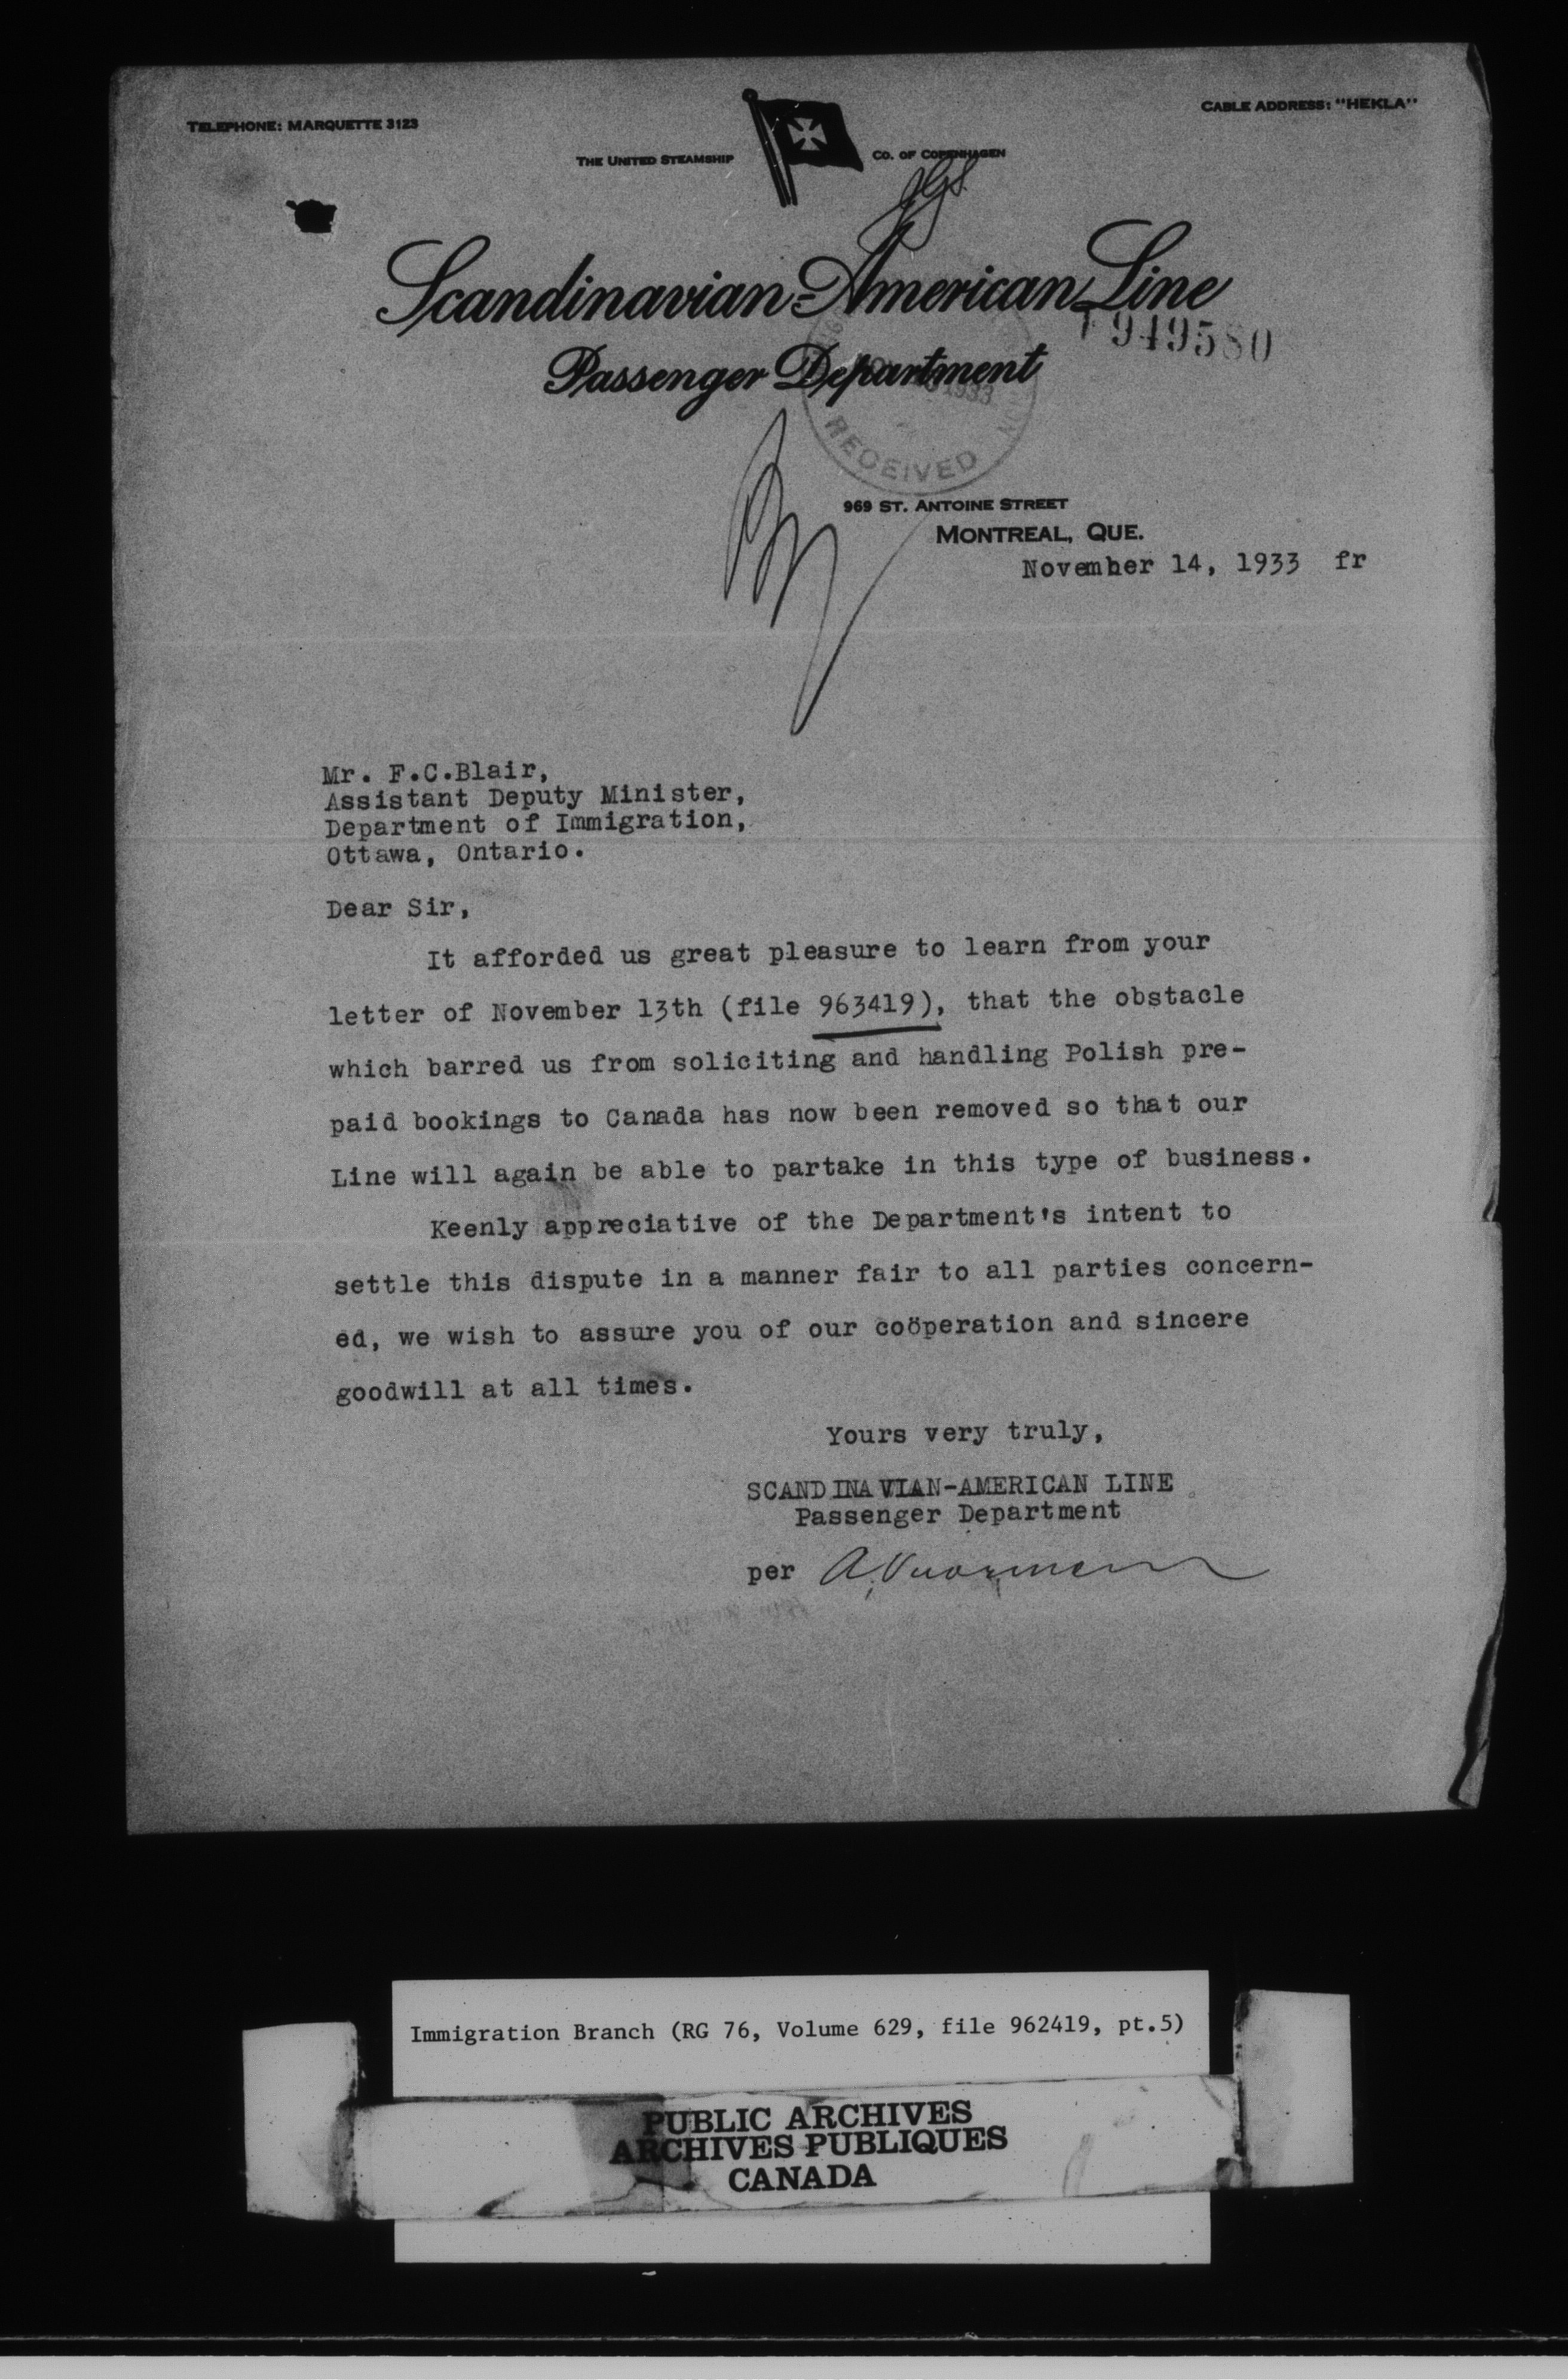 TELEPHONE: MARQUETTE 3123
CABLE ADDRESS: "HEKLA"
THE UNITED STEAMSHIP CO. OF COPENHAGEN
Scandinavian-American Line
949580
Passenger Department
1933
RECEIVED
969 ST. ANTOINE STREET
MONTREAL, QUE.
November 14, 1933 fr
Mr. F.C.Blair,
Assistant Deputy Minister,
Department of Immigration,
Ottawa, Ontario.
Dear Sir,
It afforded us great pleasure to learn from your
letter of November 13th (file 963419), that the obstacle
which barred us from soliciting and handling Polish pre-
paid bookings to Canada has now been removed so that our
Line will again be able to partake in this type of business.
Keenly appreciative of the Department's intent to
settle this dispute in a manner fair to all parties concern-
ed, we wish to assure you of our coöperation and sincere
goodwill at all times.
Yours very truly,
SCANDINAVIAN-AMERICAN LINE
Passenger Department
per
Immigration Branch (RG 76, Volume 629, file 962419, pt.5)
PUBLIC ARCHIVES
ARCHIVES PUBLIQUES
CANADA